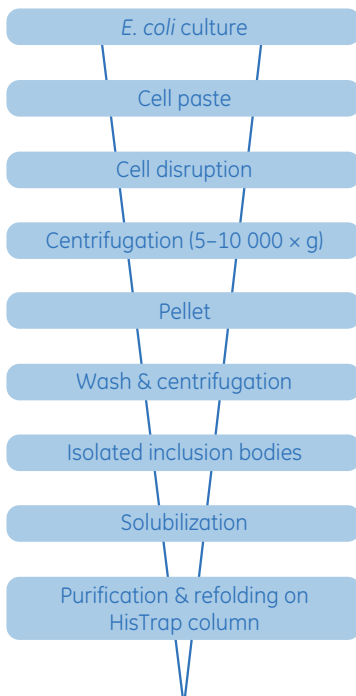 E. coli culture
Cell paste
Cell disruption
Centrifugation (5–10 000 × g)
Pellet
Wash & centrifugation
Isolated inclusion bodies
Solubilization
Purification & refolding on
HisTrap column